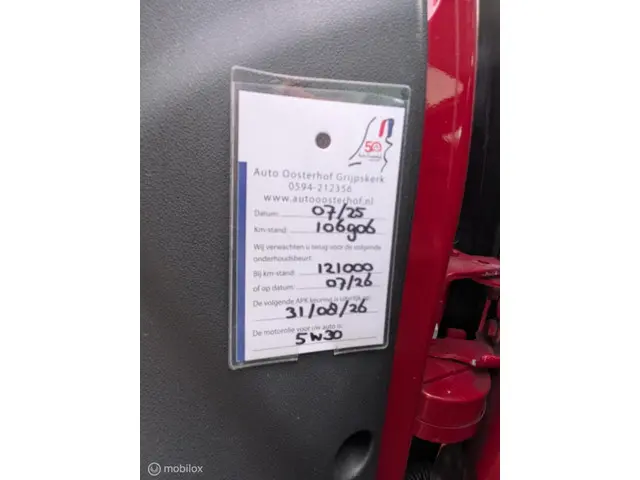 50
Auto Oosterhof Grijpskerk
0594-212356
www.autooosterhof.nl
Datum: 07/25
Km-stand: 106906
Wij verwachten u terug voor de volgende
onderhoudsbeurt.
Bij km-stand: 121000
of op datum: 07/26
De volgende APK keuring is uiterlijk op:
31/08/26
De motorolie voor uw auto is:
5W30
mobilox